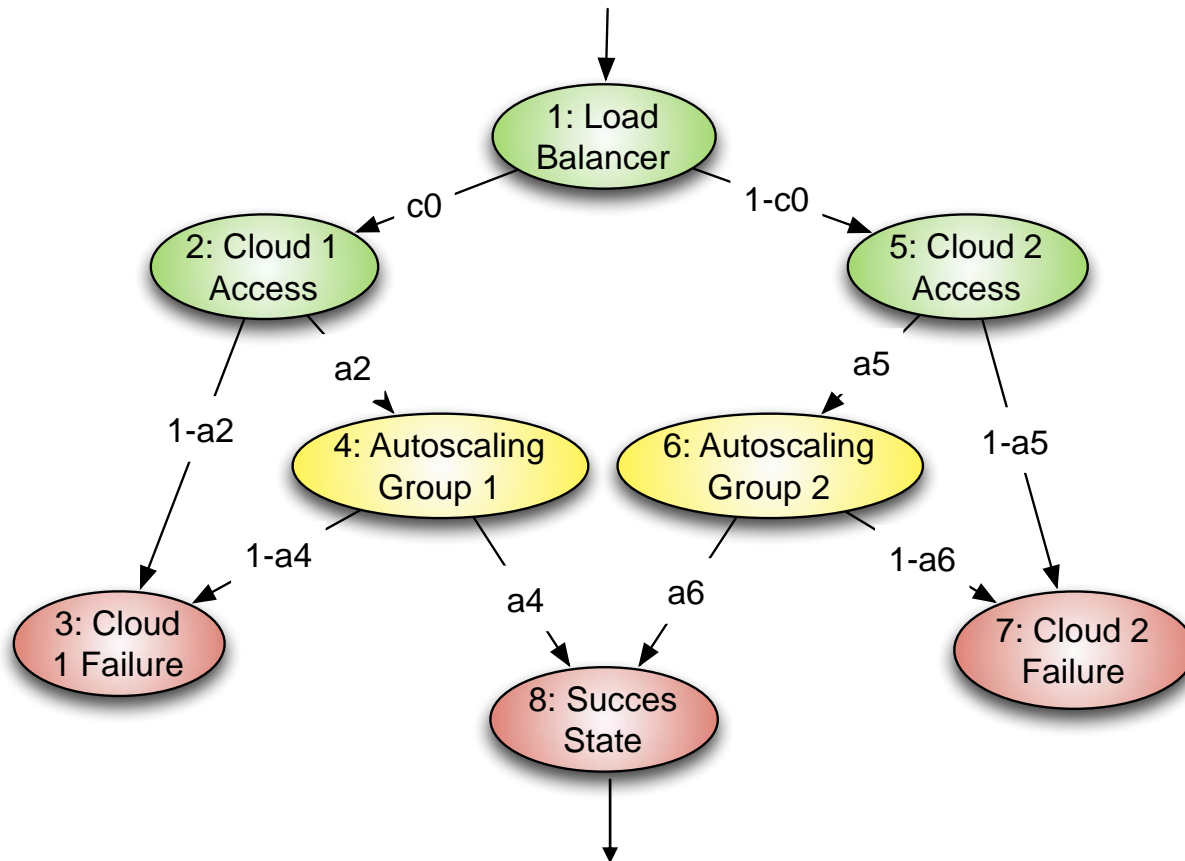 1: Load
Balancer
c0
1-c0
2: Cloud 1
Access
5: Cloud 2
Access
a2
a5
1-a2
1-a5
4: Autoscaling
Group 1
6: Autoscaling
Group 2
1-a4
1-a6
a4
a6
3: Cloud
1 Failure
7: Cloud 2
Failure
8: Succes
State